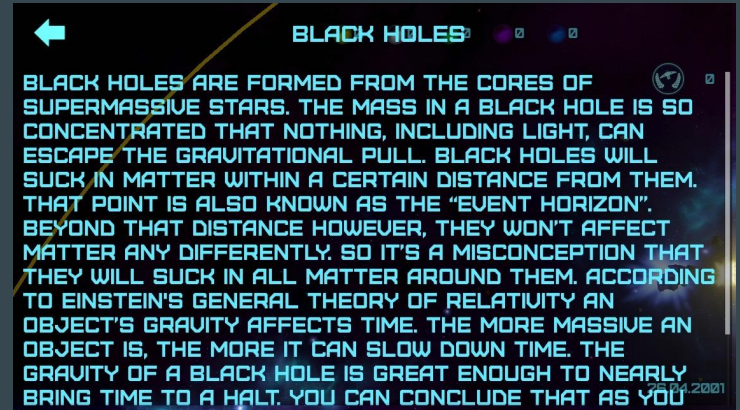 BLACK HOLES
0
0
0
BLACK HOLES ARE FORMED FROM THE CORES OF
SUPERMASSIVE STARS. THE MASS IN A BLACK HOLE IS SO
CONCENTRATED THAT NOTHING, INCLUDING LIGHT, CAN
ESCAPE THE GRAVITATIONAL PULL. BLACK HOLES WILL
SUCK IN MATTER WITHIN A CERTAIN DISTANCE FROM THEM.
THAT POINT IS ALSO KNOWN AS THE “EVENT HORIZON”.
BEYOND THAT DISTANCE HOWEVER, THEY WON'T AFFECT
MATTER ANY DIFFERENTLY. SO IT'S A MISCONCEPTION THAT
THEY WILL SUCK IN ALL MATTER AROUND THEM. ACCORDING
TO EINSTEIN'S GENERAL THEORY OF RELATIVITY AN
OBJECT'S GRAVITY AFFECTS TIME. THE MORE MASSIVE AN
OBJECT IS, THE MORE IT CAN SLOW DOWN TIME. THE
GRAVITY OF A BLACK HOLE IS GREAT ENOUGH TO NEARLY
26.04.2001
BRING TIME TO A HALT. YOU CAN CONCLUDE THAT AS YOU